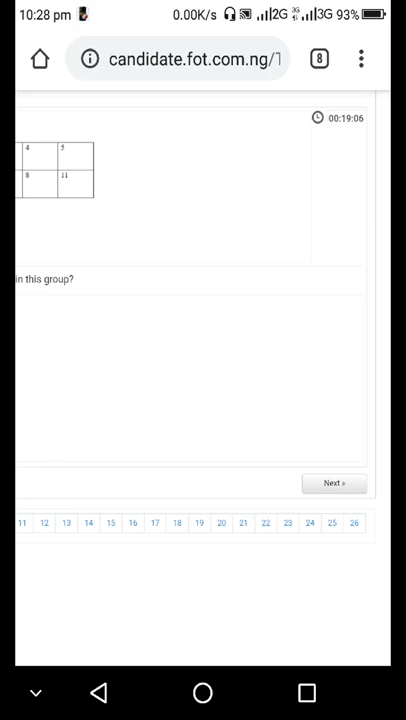 10:28 pm 0.00K/s 2G 3G 3G 93%
candidate.fot.com.ng/1 8
00:19:06
4 5
8 11
in this group?
Next »
11 12 13 14 15 16 17 18 19 20 21 22 23 24 25 26